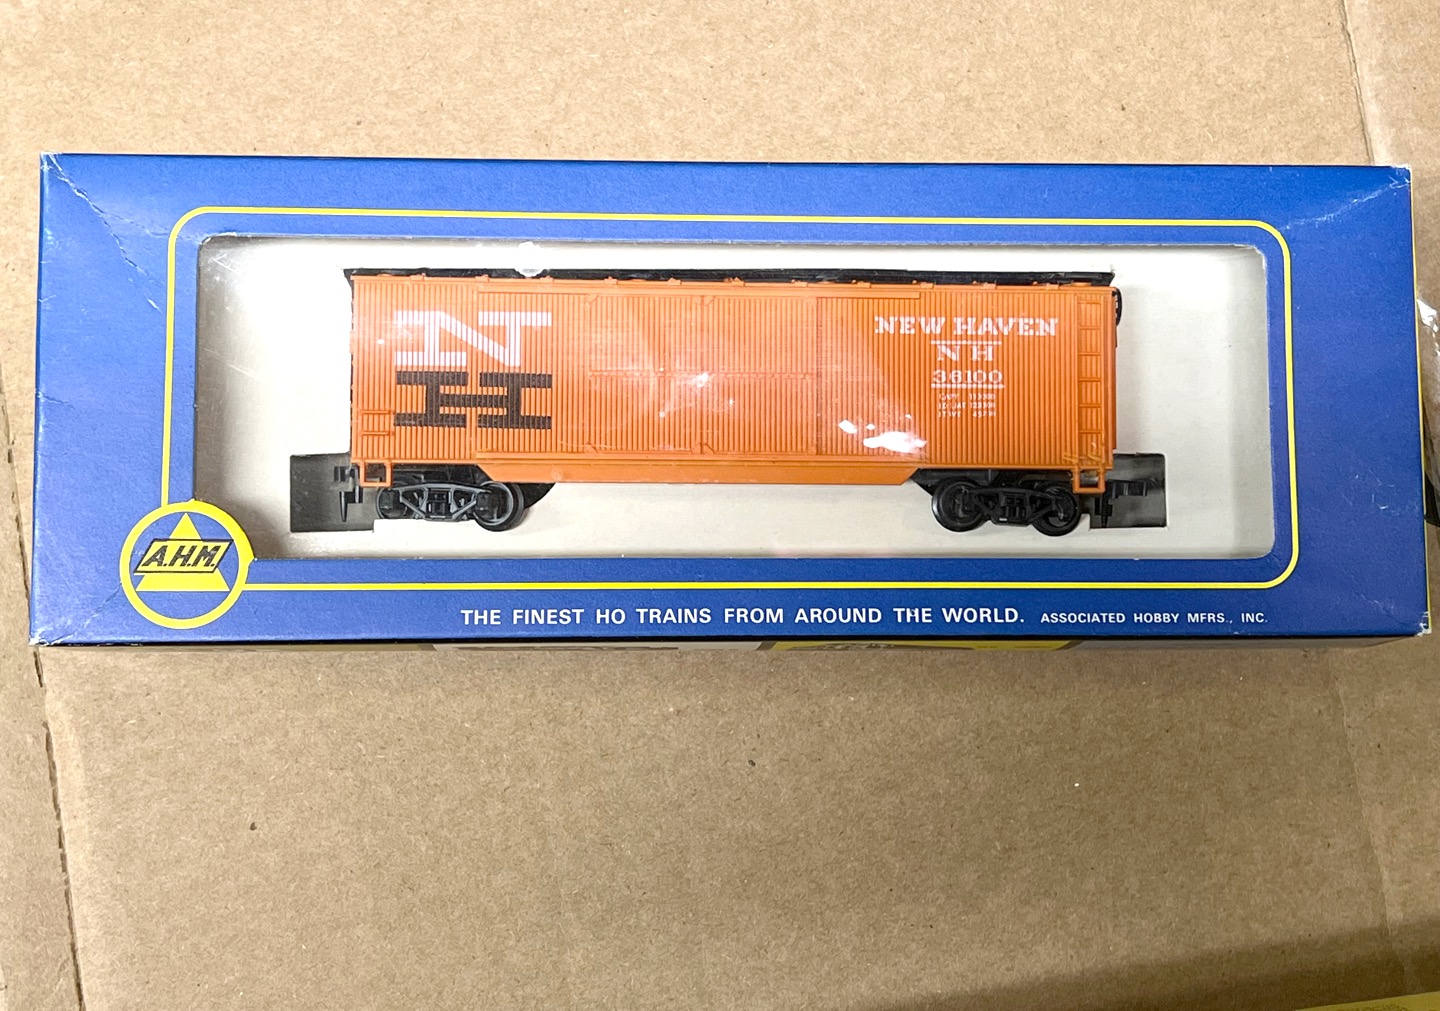 N
H
NEW HAVEN
NH
36100
A.H.M.
THE FINEST HO TRAINS FROM AROUND THE WORLD. ASSOCIATED HOBBY MFRS., INC.